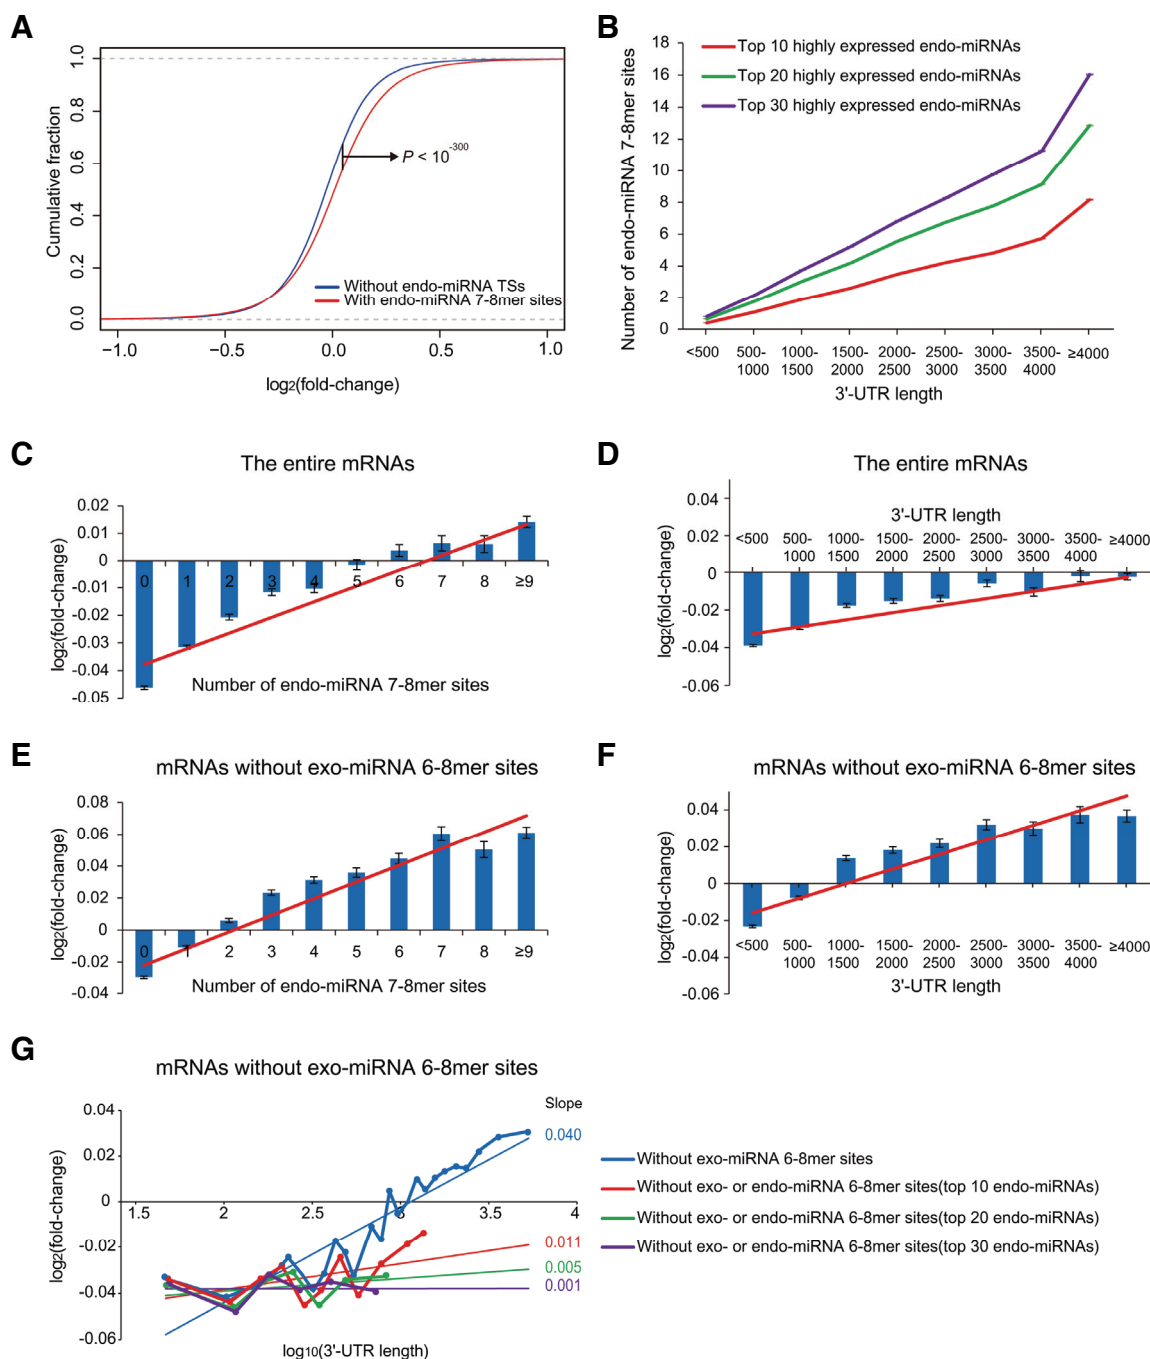 A
1.0
0.8
0.6
0.4
0.2
0.0
Cumulative fraction
P < 10-300
Without endo-miRNA TSs
With endo-miRNA 7-8mer sites
−1.0
−0.5
0.0
0.5
1.0
log2(fold-change)
B
18
16
14
12
10
8
6
4
2
0
Number of endo-miRNA 7-8mer sites
Top 10 highly expressed endo-miRNAs
Top 20 highly expressed endo-miRNAs
Top 30 highly expressed endo-miRNAs
<500 500-1000 1000-1500 1500-2000 2000-2500 2500-3000 3000-3500 3500-4000 ≥4000
3'-UTR length
C
The entire mRNAs
0.02
0.01
0
-0.01
-0.02
-0.03
-0.04
-0.05
log2(fold-change)
0 1 2 3 4 5 6 7 8 ≥9
Number of endo-miRNA 7-8mer sites
D
The entire mRNAs
0.04
0.02
0
-0.02
-0.04
-0.06
log2(fold-change)
3'-UTR length
<500 500-1000 1000-1500 1500-2000 2000-2500 2500-3000 3000-3500 3500-4000 ≥4000
E
mRNAs without exo-miRNA 6-8mer sites
0.08
0.06
0.04
0.02
0
-0.02
-0.04
log2(fold-change)
0 1 2 3 4 5 6 7 8 ≥9
Number of endo-miRNA 7-8mer sites
F
mRNAs without exo-miRNA 6-8mer sites
0.04
0.02
0
-0.02
-0.04
-0.06
log2(fold-change)
<500 500-1000 1000-1500 1500-2000 2000-2500 2500-3000 3000-3500 3500-4000 ≥4000
3'-UTR length
G
mRNAs without exo-miRNA 6-8mer sites
0.04
0.02
0
-0.02
-0.04
-0.06
log2(fold-change)
1.5 2 2.5 3 3.5 4
Slope
0.040
0.011
0.005
0.001
log10(3'-UTR length)
Without exo-miRNA 6-8mer sites
Without exo- or endo-miRNA 6-8mer sites(top 10 endo-miRNAs)
Without exo- or endo-miRNA 6-8mer sites(top 20 endo-miRNAs)
Without exo- or endo-miRNA 6-8mer sites(top 30 endo-miRNAs)